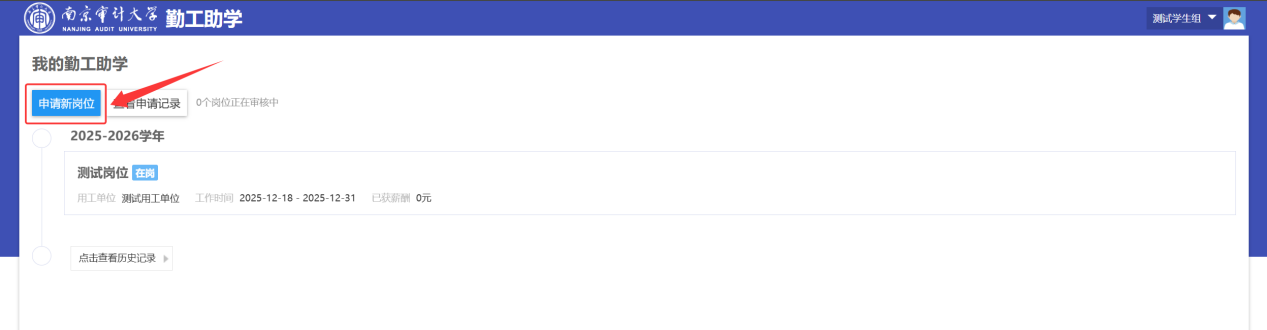 南京审计大学 勤工助学
NANJING AUDIT UNIVERSITY
测试学生组
我的勤工助学
申请新岗位 查看申请记录 0个岗位正在审核中
2025-2026学年
测试岗位 在岗
用工单位 测试用工单位 工作时间 2025-12-18 - 2025-12-31 已获薪酬 0元
点击查看历史记录